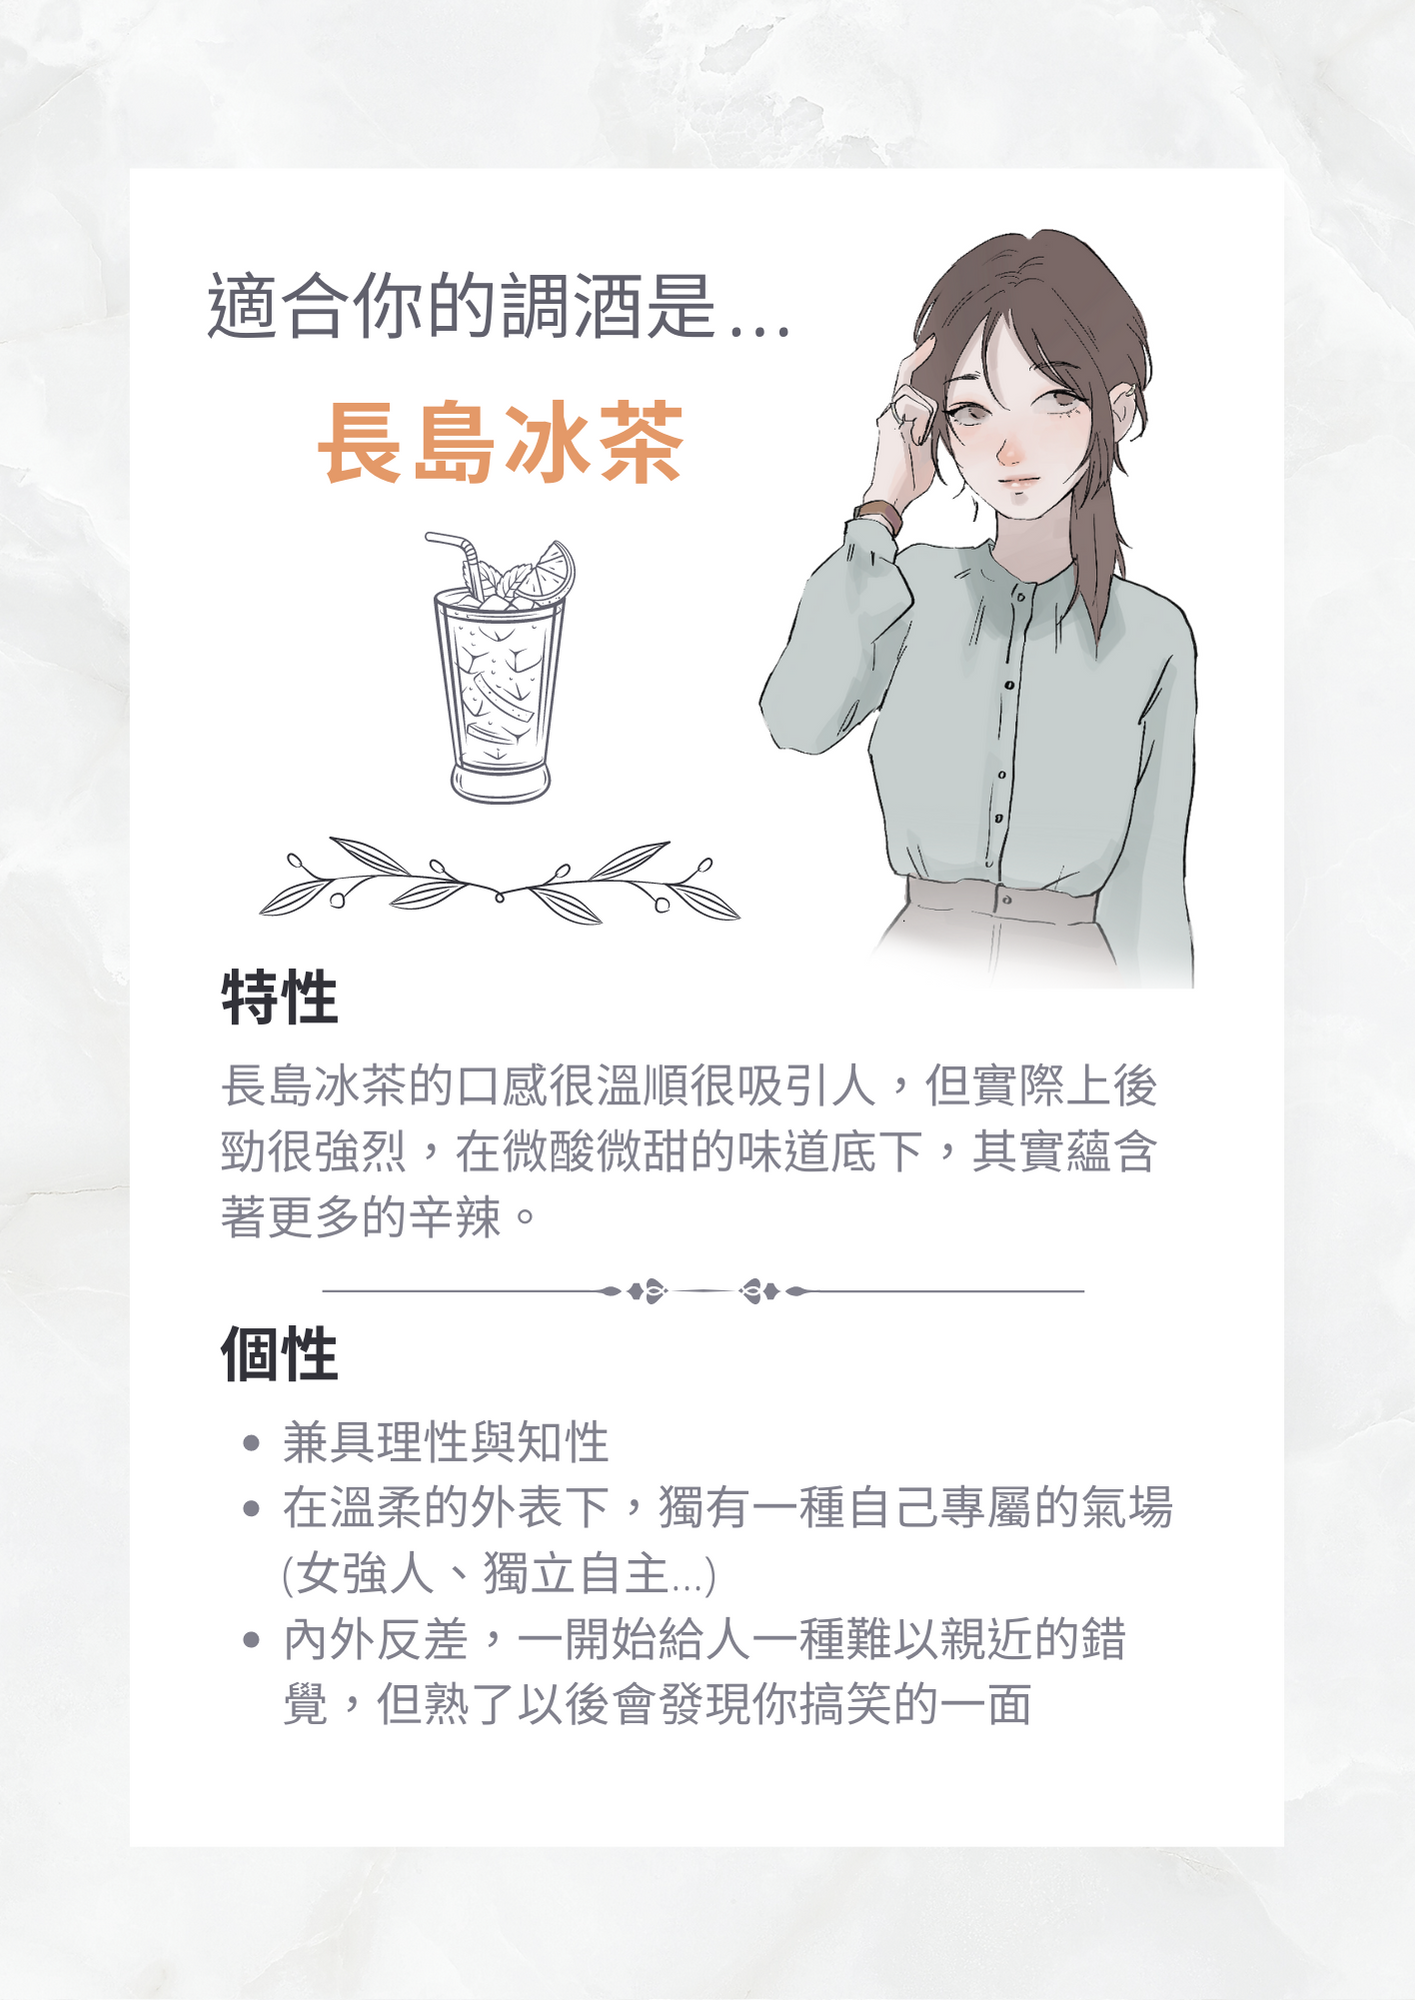 適合你的調酒是...
長島冰茶
特性
長島冰茶的口感很溫順很吸引人，但實際上後
勁很強烈，在微酸微甜的味道底下，其實蘊含
著更多的辛辣。
個性
• 兼具理性與知性
• 在溫柔的外表下，獨有一種自己專屬的氣場
(女強人、獨立自主...)
• 內外反差，一開始給人一種難以親近的錯
覺，但熟了以後會發現你搞笑的一面